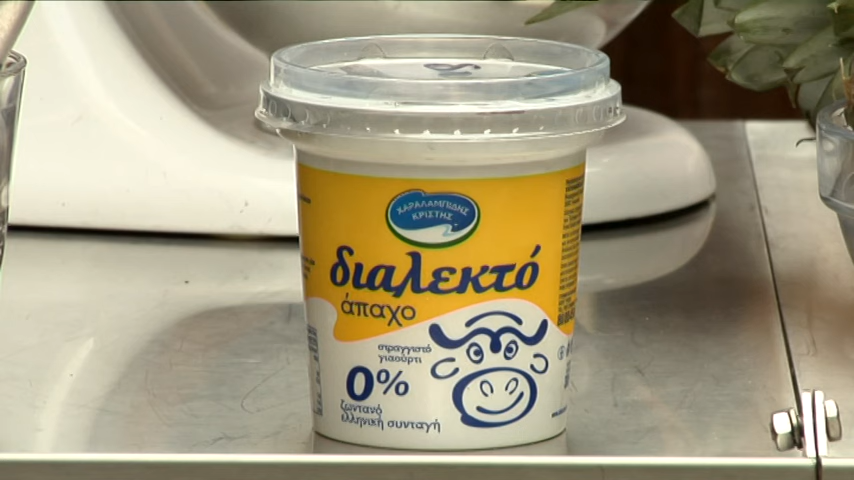 ΧΑΡΑΛΑΜΠΙΔΗΣ
ΚΡΙΣΤΗΣ
διαλεκτό
άπαχο
στραγγιστό
γιαούρτι
0%
ζωντανό
ελληνική συνταγή